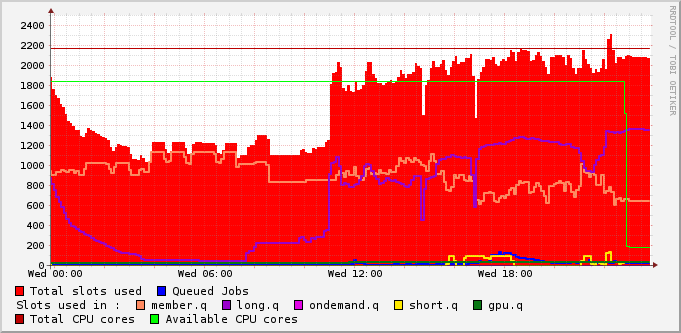 2400
2200
2000
1800
1600
1400
1200
1000
800
600
400
200
0
Wed 00:00 Wed 06:00 Wed 12:00 Wed 18:00
Total slots used Queued Jobs
Slots used in : member.q long.q ondemand.q short.q gpu.q
Total CPU cores Available CPU cores
RRDTOOL / TOBI OETIKER